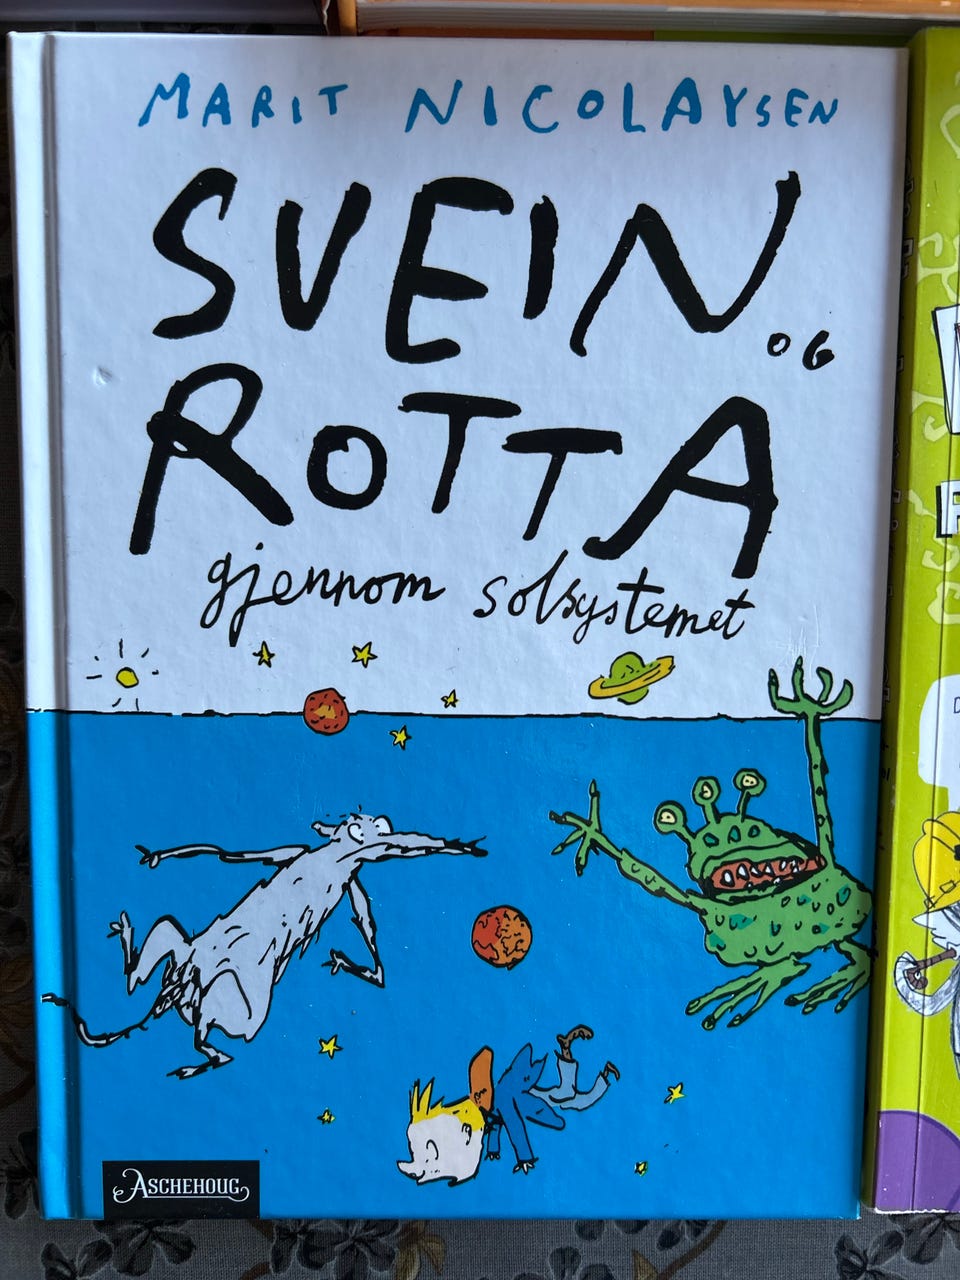 MARIT NICOLAYSEN
SVEIN
OG
ROTTA
gjennom solsystemet
ASCHEHOUG